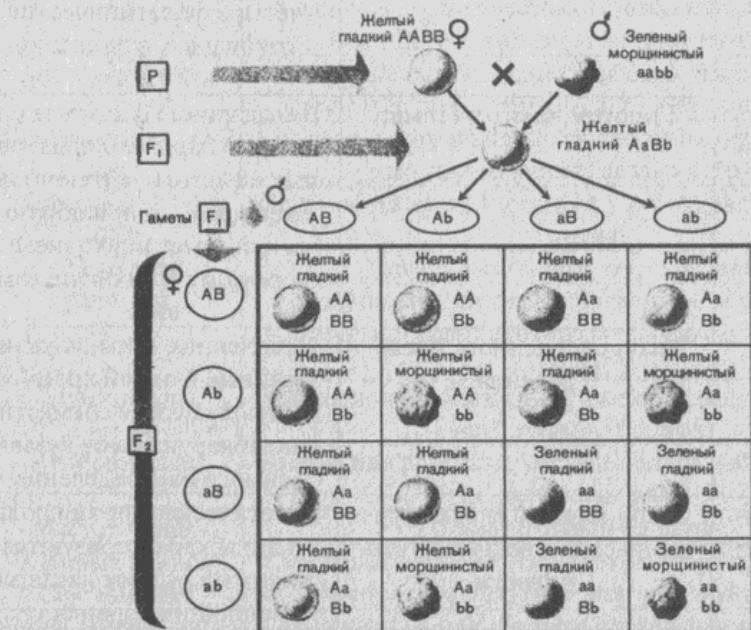 Желтый
гладкий AABB ♀
♂
Зеленый
морщинистый
aabb
P
×
F₁
Желтый
гладкий AaBb
Гаметы F₁ ♂
AB Ab aB ab
♀
F₂
AB
Желтый
гладкий
AA
BB
Желтый
гладкий
AA
Bb
Желтый
гладкий
Aa
BB
Желтый
гладкий
Aa
Bb
Ab
Желтый
гладкий
AA
Bb
Желтый
морщинистый
AA
bb
Желтый
гладкий
Aa
Bb
Желтый
морщинистый
Aa
bb
aB
Желтый
гладкий
Aa
BB
Желтый
гладкий
Aa
Bb
Зеленый
гладкий
aa
BB
Зеленый
гладкий
aa
Bb
ab
Желтый
гладкий
Aa
Bb
Желтый
морщинистый
Aa
bb
Зеленый
гладкий
aa
Bb
Зеленый
морщинистый
aa
bb